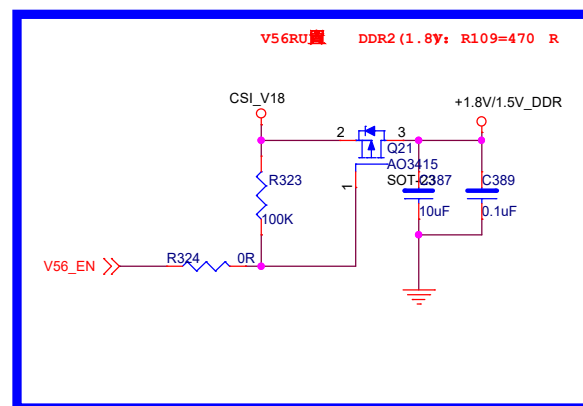 V56RU置 DDR2(1.8V): R109=470 R
CSI_V18
+1.8V/1.5V_DDR
2
3
Q21
AO3415
SOT-23
C387
C389
R323
1
100K
10uF
0.1uF
V56_EN
R324
0R